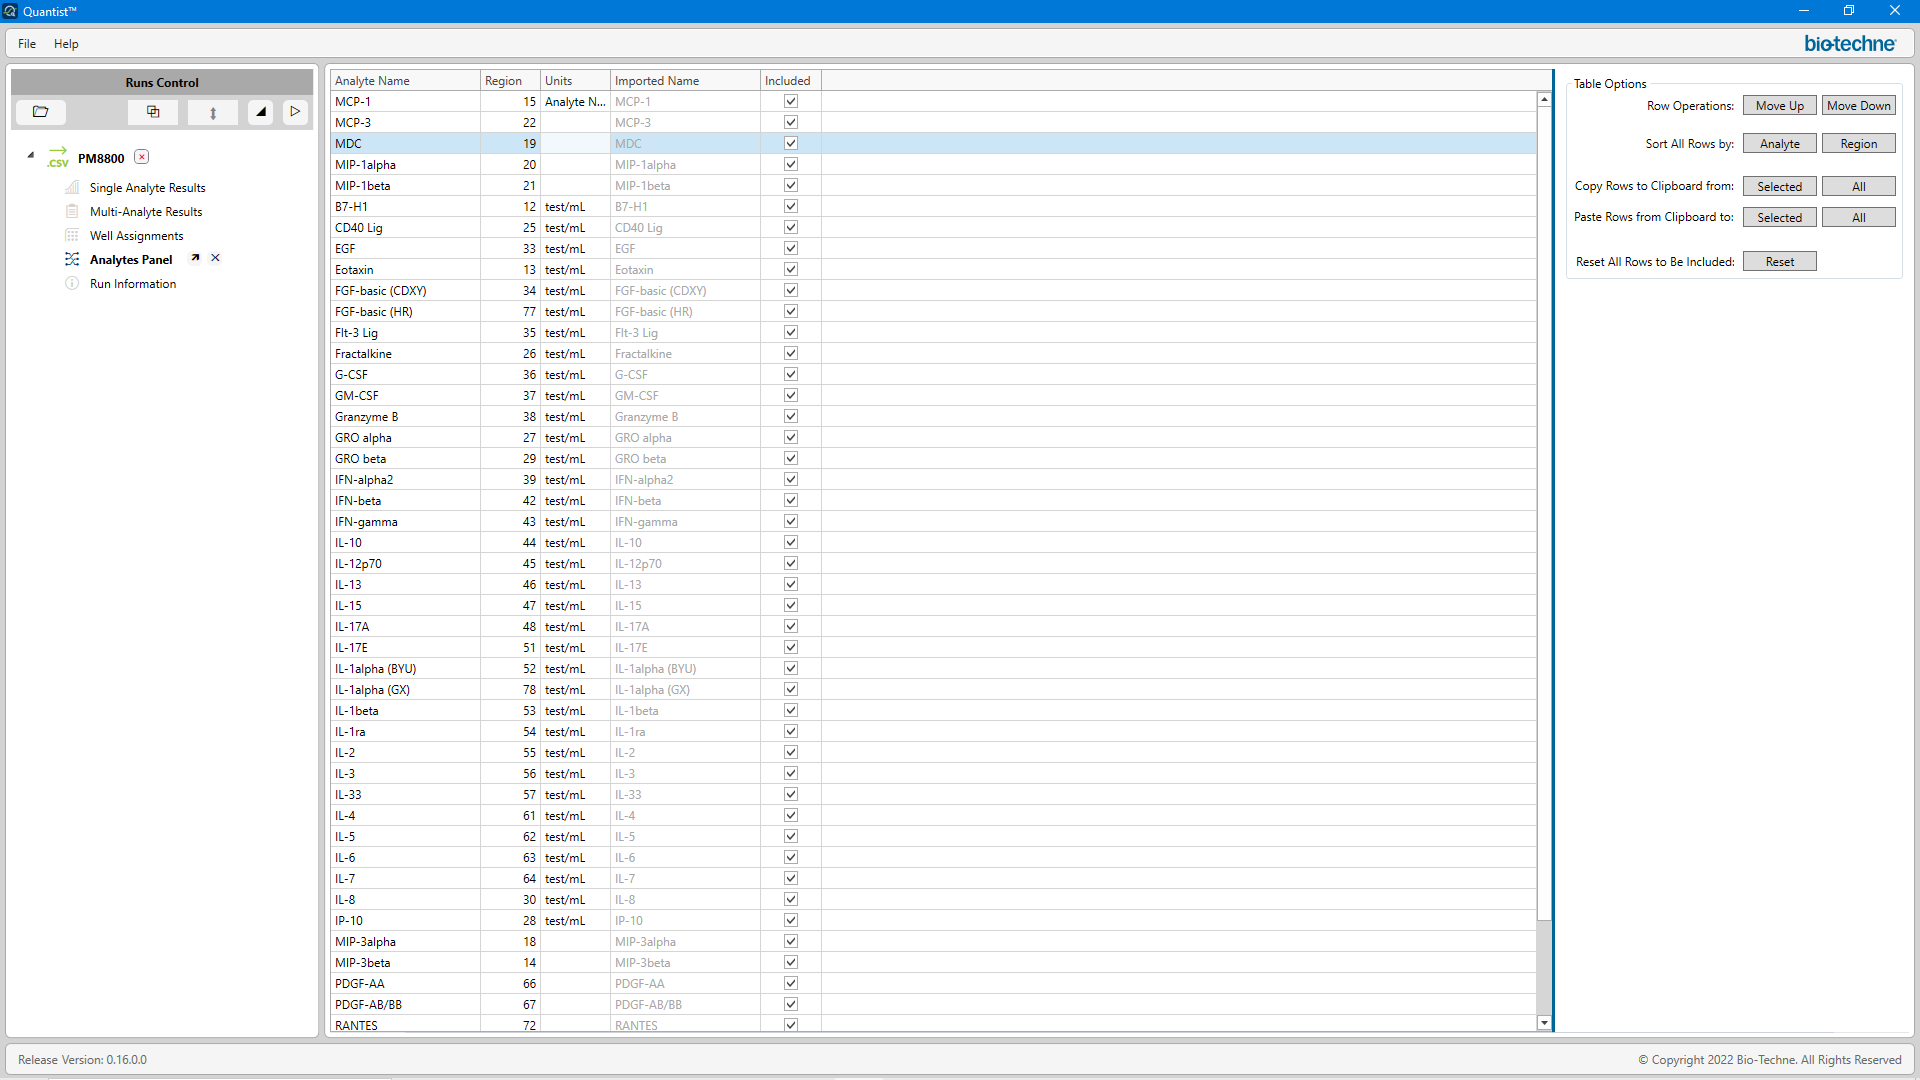 Quantist™
File Help
bio-techne
Runs Control
PM8800
.CSV
Single Analyte Results
Multi-Analyte Results
Well Assignments
Analytes Panel
Run Information
Analyte Name Region Units Imported Name Included
MCP-1 15 Analyte N... MCP-1
MCP-3 22 MCP-3
MDC 19 MDC
MIP-1alpha 20 MIP-1alpha
MIP-1beta 21 MIP-1beta
B7-H1 12 test/mL B7-H1
CD40 Lig 25 test/mL CD40 Lig
EGF 33 test/mL EGF
Eotaxin 13 test/mL Eotaxin
FGF-basic (CDXY) 34 test/mL FGF-basic (CDXY)
FGF-basic (HR) 77 test/mL FGF-basic (HR)
Flt-3 Lig 35 test/mL Flt-3 Lig
Fractalkine 26 test/mL Fractalkine
G-CSF 36 test/mL G-CSF
GM-CSF 37 test/mL GM-CSF
Granzyme B 38 test/mL Granzyme B
GRO alpha 27 test/mL GRO alpha
GRO beta 29 test/mL GRO beta
IFN-alpha2 39 test/mL IFN-alpha2
IFN-beta 42 test/mL IFN-beta
IFN-gamma 43 test/mL IFN-gamma
IL-10 44 test/mL IL-10
IL-12p70 45 test/mL IL-12p70
IL-13 46 test/mL IL-13
IL-15 47 test/mL IL-15
IL-17A 48 test/mL IL-17A
IL-17E 51 test/mL IL-17E
IL-1alpha (BYU) 52 test/mL IL-1alpha (BYU)
IL-1alpha (GX) 78 test/mL IL-1alpha (GX)
IL-1beta 53 test/mL IL-1beta
IL-1ra 54 test/mL IL-1ra
IL-2 55 test/mL IL-2
IL-3 56 test/mL IL-3
IL-33 57 test/mL IL-33
IL-4 61 test/mL IL-4
IL-5 62 test/mL IL-5
IL-6 63 test/mL IL-6
IL-7 64 test/mL IL-7
IL-8 30 test/mL IL-8
IP-10 28 test/mL IP-10
MIP-3alpha 18 MIP-3alpha
MIP-3beta 14 MIP-3beta
PDGF-AA 66 PDGF-AA
PDGF-AB/BB 67 PDGF-AB/BB
RANTES 72 RANTES
Table Options
Row Operations: Move Up Move Down
Sort All Rows by: Analyte Region
Copy Rows to Clipboard from: Selected All
Paste Rows from Clipboard to: Selected All
Reset All Rows to Be Included: Reset
Release Version: 0.16.0.0
© Copyright 2022 Bio-Techne. All Rights Reserved